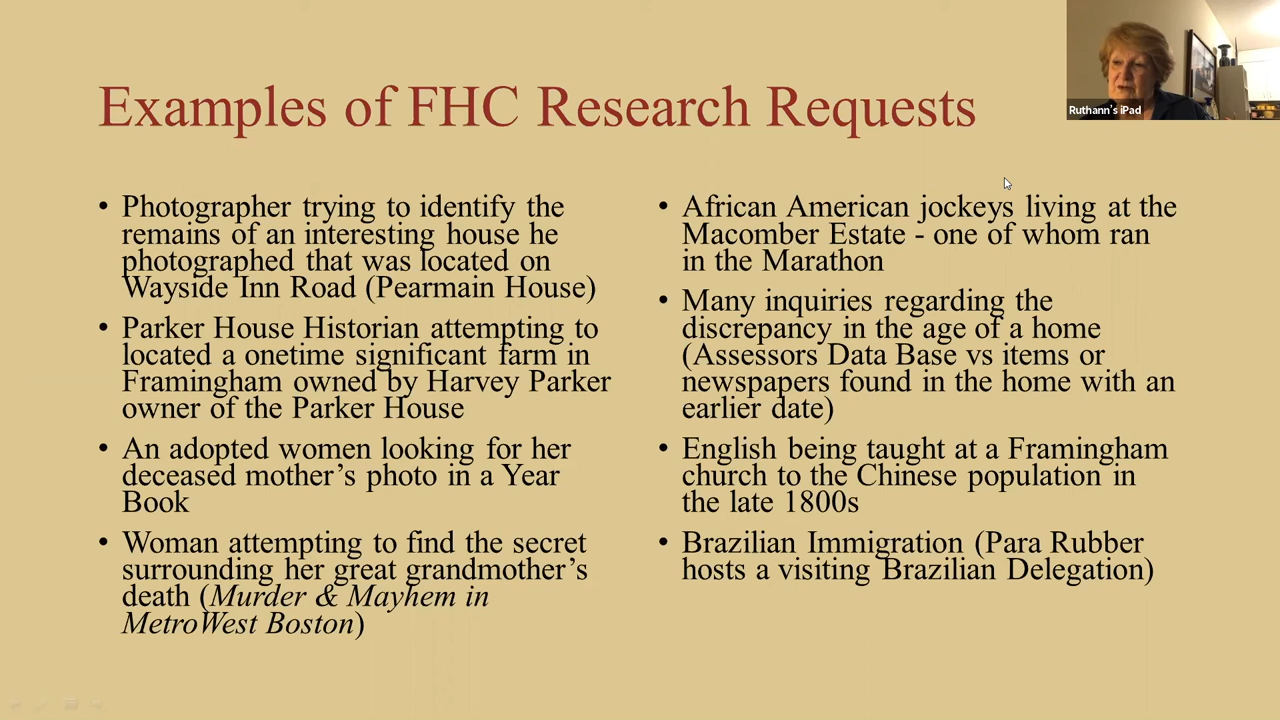 Examples of FHC Research Requests
Ruthann's iPad
• Photographer trying to identify the
remains of an interesting house he
photographed that was located on
Wayside Inn Road (Pearmain House)
• Parker House Historian attempting to
located a onetime significant farm in
Framingham owned by Harvey Parker
owner of the Parker House
• An adopted women looking for her
deceased mother’s photo in a Year
Book
• Woman attempting to find the secret
surrounding her great grandmother’s
death (Murder & Mayhem in
MetroWest Boston)
• African American jockeys living at the
Macomber Estate - one of whom ran
in the Marathon
• Many inquiries regarding the
discrepancy in the age of a home
(Assessors Data Base vs items or
newspapers found in the home with an
earlier date)
• English being taught at a Framingham
church to the Chinese population in
the late 1800s
• Brazilian Immigration (Para Rubber
hosts a visiting Brazilian Delegation)